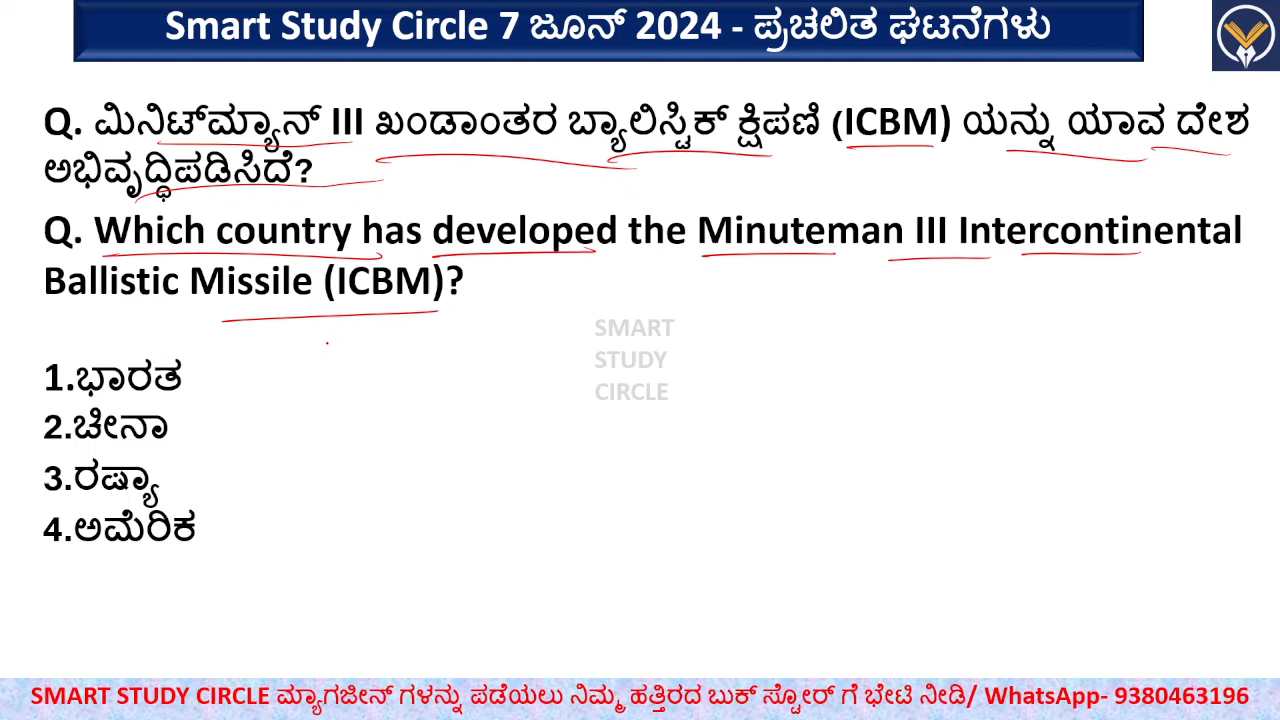 Smart Study Circle 7 ಜೂನ್ 2024 - ಪ್ರಚಲಿತ ಘಟನೆಗಳು
Q. ಮಿನಿಟ್‌ಮ್ಯಾನ್ III ಖಂಡಾಂತರ ಬ್ಯಾಲಿಸ್ಟಿಕ್ ಕ್ಷಿಪಣಿ (ICBM) ಯನ್ನು ಯಾವ ದೇಶ
ಅಭಿವೃದ್ಧಿಪಡಿಸಿದೆ?
Q. Which country has developed the Minuteman III Intercontinental
Ballistic Missile (ICBM)?
SMART
STUDY
CIRCLE
1.ಭಾರತ
2.ಚೀನಾ
3.ರಷ್ಯಾ
4.ಅಮೆರಿಕ
SMART STUDY CIRCLE ಮ್ಯಾಗಜೀನ್ ಗಳನ್ನು ಪಡೆಯಲು ನಿಮ್ಮ ಹತ್ತಿರದ ಬುಕ್ ಸ್ಟೋರ್ ಗೆ ಭೇಟಿ ನೀಡಿ/ WhatsApp- 9380463196